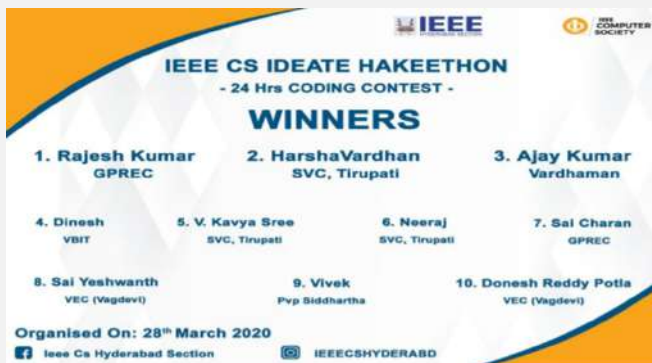 IEEE
HYDERABAD SECTION
IEEE
COMPUTER
SOCIETY
IEEE CS IDEATE HAKEETHON
- 24 Hrs CODING CONTEST -
WINNERS
1. Rajesh Kumar
GPREC
2. HarshaVardhan
SVC, Tirupati
3. Ajay Kumar
Vardhaman
4. Dinesh
VBIT
5. V. Kavya Sree
SVC, Tirupati
6. Neeraj
SVC, Tirupati
7. Sai Charan
GPREC
8. Sai Yeshwanth
VEC (Vagdevi)
9. Vivek
Pvp Siddhartha
10. Donesh Reddy Potla
VEC (Vagdevi)
Organised On: 28th March 2020
Ieee Cs Hyderabad Section
IEEECSHYDERABD